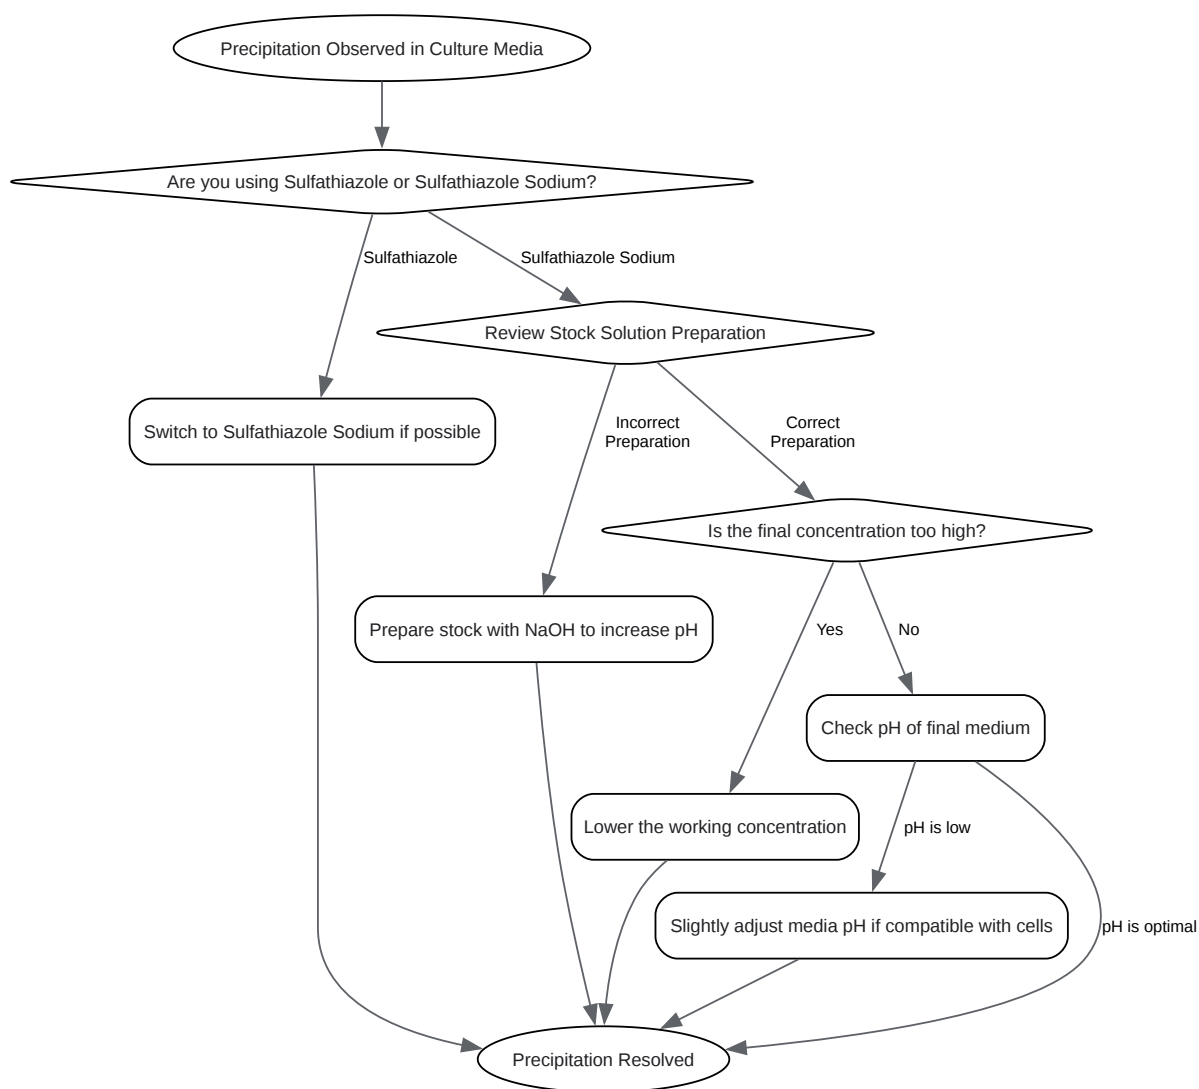 Precipitation Observed in Culture Media
Are you using Sulfathiazole or Sulfathiazole Sodium?
Sulfathiazole
Sulfathiazole Sodium
Review Stock Solution Preparation
Switch to Sulfathiazole Sodium if possible
Incorrect
Preparation
Correct
Preparation
Is the final concentration too high?
Prepare stock with NaOH to increase pH
Yes
No
Check pH of final medium
Lower the working concentration
pH is low
Slightly adjust media pH if compatible with cells
pH is optimal
Precipitation Resolved